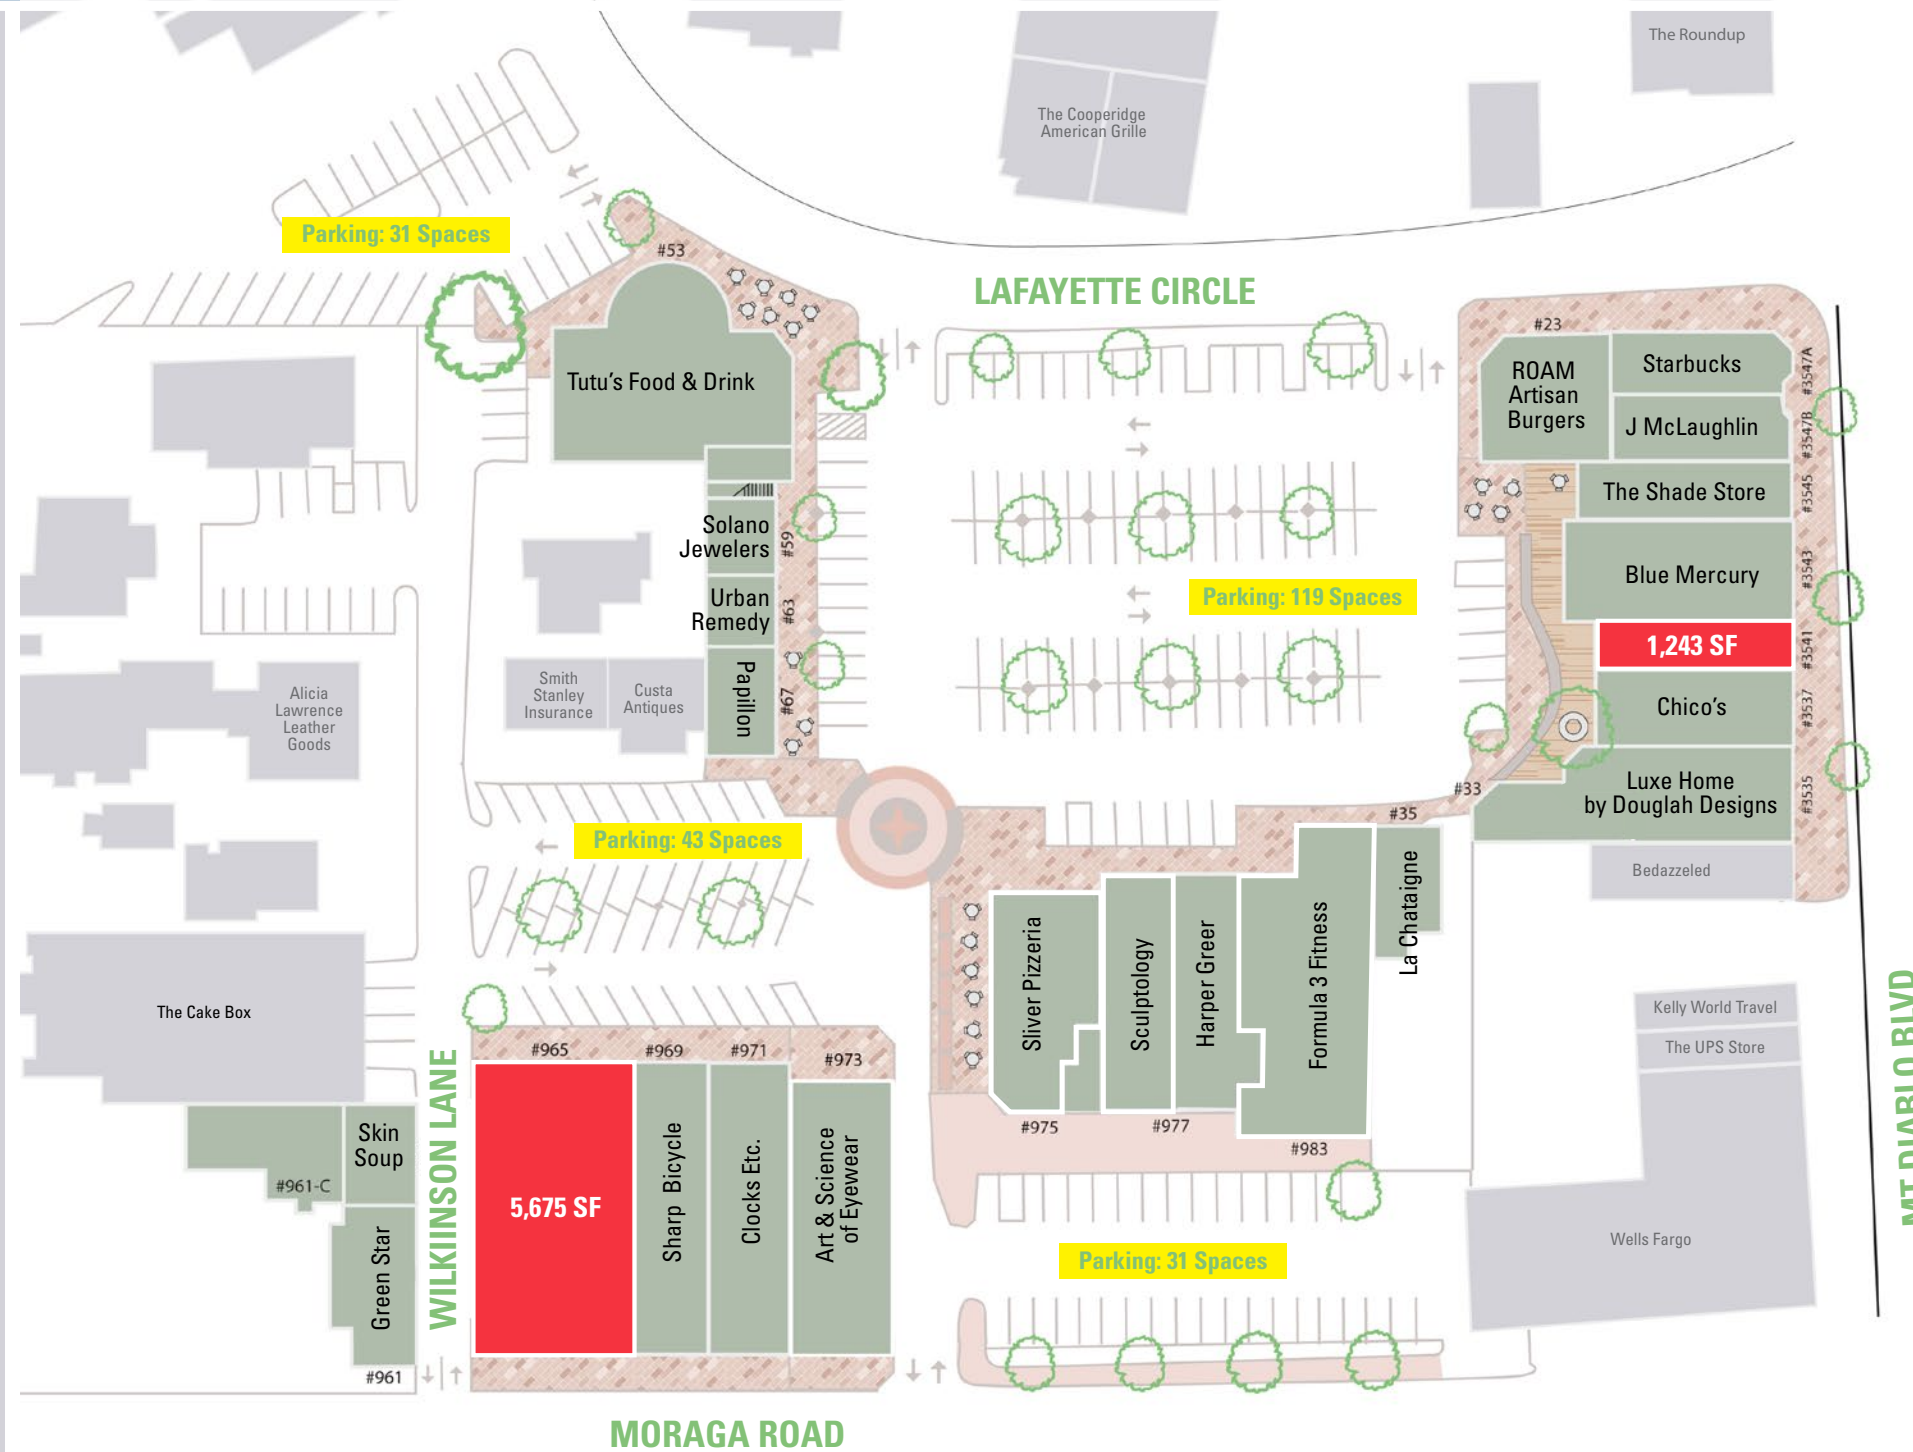 The Roundup
The Cooperidge
American Grille
Parking: 31 Spaces
#53
LAFAYETTE CIRCLE
#23
Tutu's Food & Drink
ROAM
Artisan
Burgers
Starbucks
#3547A
J McLaughlin
#3547B
The Shade Store
#3545
Solano
Jewelers
#59
Blue Mercury
#3543
Urban
Remedy
#63
Parking: 119 Spaces
1,243 SF
#3541
Smith
Stanley
Insurance
Custa
Antiques
Papillon
#67
Alicia
Lawrence
Leather
Goods
Chico's
#3537
Luxe Home
by Douglah Designs
#3535
#33
#35
Parking: 43 Spaces
Bedazzeled
Sliver Pizzeria
Sculptology
Harper Greer
Formula 3 Fitness
La Chataigne
The Cake Box
Kelly World Travel
The UPS Store
MT DIABLO BLVD
#965
#969
#971
#973
WILKIINSON LANE
Skin
Soup
#961-C
Green Star
#961
5,675 SF
Sharp Bicycle
Clocks Etc.
Art & Science
of Eyewear
#975
#977
#983
Wells Fargo
Parking: 31 Spaces
MORAGA ROAD